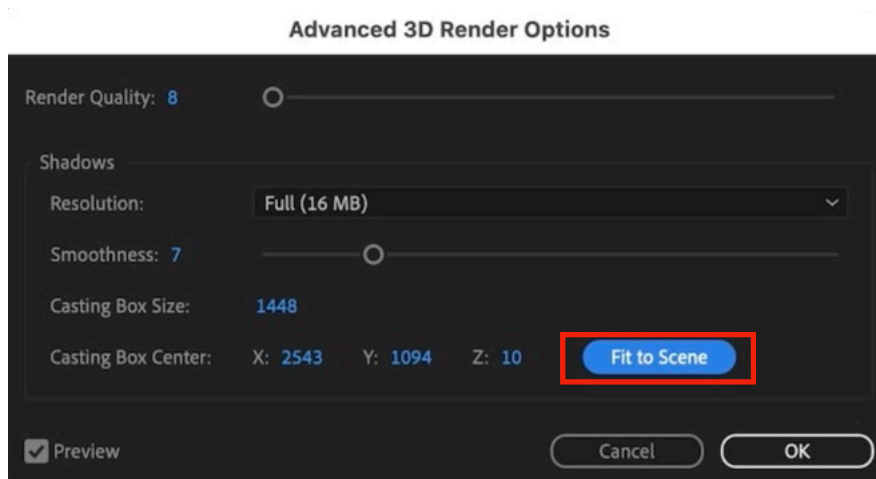 Advanced 3D Render Options
Render Quality: 8
Shadows
Resolution: Full (16 MB)
Smoothness: 7
Casting Box Size: 1448
Casting Box Center: X: 2543 Y: 1094 Z: 10 Fit to Scene
Preview Cancel OK